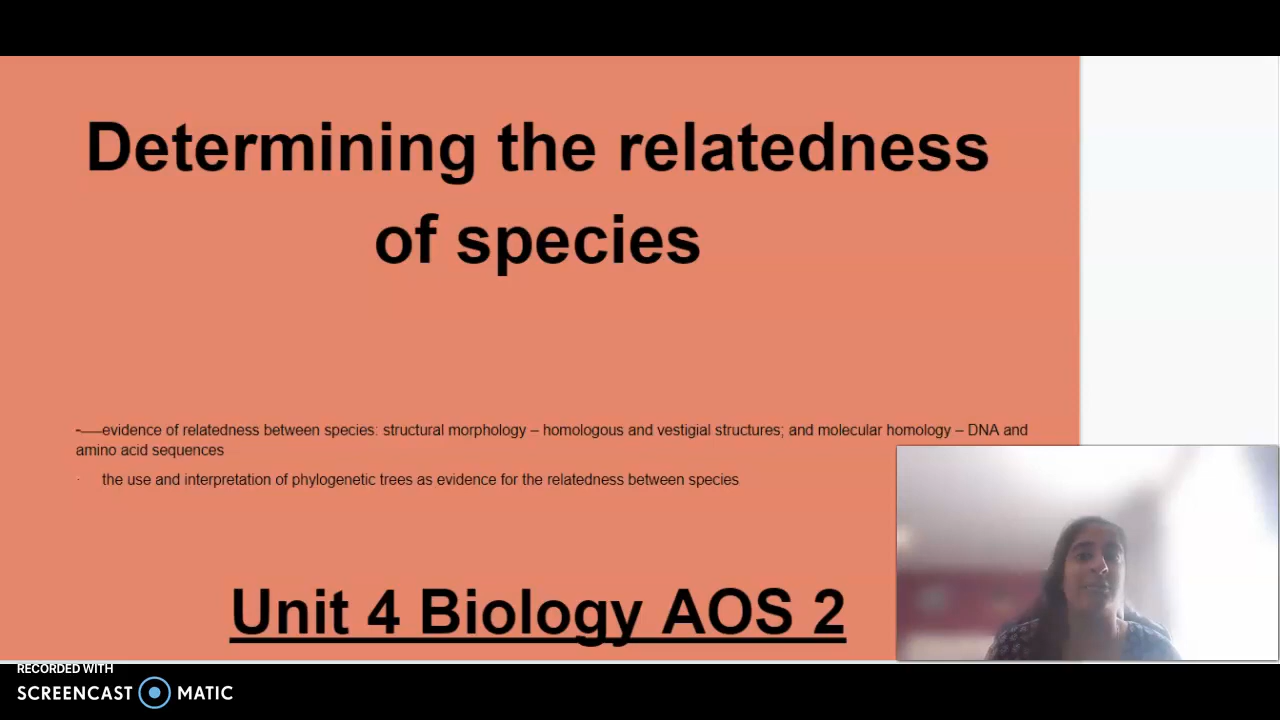 Determining the relatedness
of species
- evidence of relatedness between species: structural morphology – homologous and vestigial structures; and molecular homology – DNA and
amino acid sequences
· the use and interpretation of phylogenetic trees as evidence for the relatedness between species
Unit 4 Biology AOS 2
RECORDED WITH
SCREENCAST MATIC